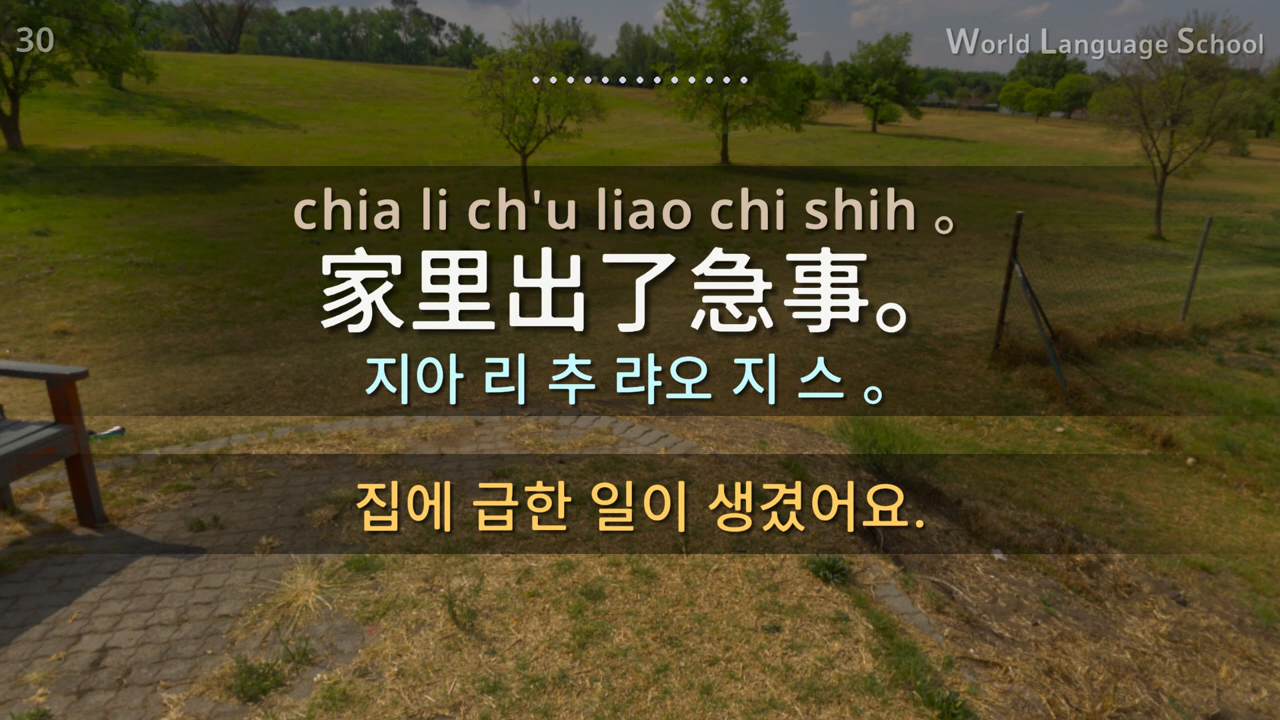 30
World Language School
chia li ch'u liao chi shih 。
家里出了急事。
지아 리 추 랴오 지 스 。
집에 급한 일이 생겼어요.